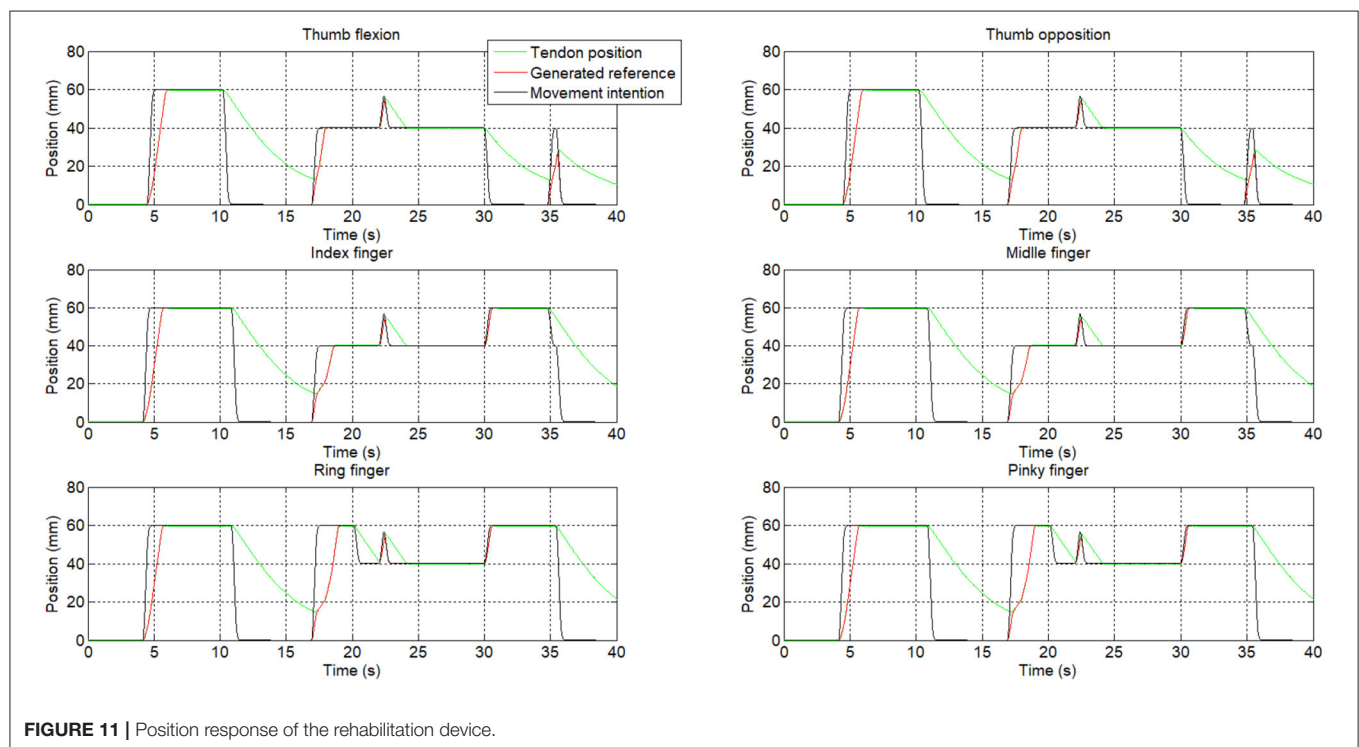 Thumb flexion
80
60
40
20
0
Position (mm)
0 5 10 15 20 25 30 35 40
Time (s)
Tendon position
Generated reference
Movement intention
Thumb opposition
80
60
40
20
0
Position (mm)
0 5 10 15 20 25 30 35 40
Time (s)
Index finger
80
60
40
20
0
Position (mm)
0 5 10 15 20 25 30 35 40
Time (s)
Midlle finger
80
60
40
20
0
Position (mm)
0 5 10 15 20 25 30 35 40
Time (s)
Ring finger
80
60
40
20
0
Position (mm)
0 5 10 15 20 25 30 35 40
Time (s)
Pinky finger
80
60
40
20
0
Position (mm)
0 5 10 15 20 25 30 35 40
Time (s)
FIGURE 11 | Position response of the rehabilitation device.